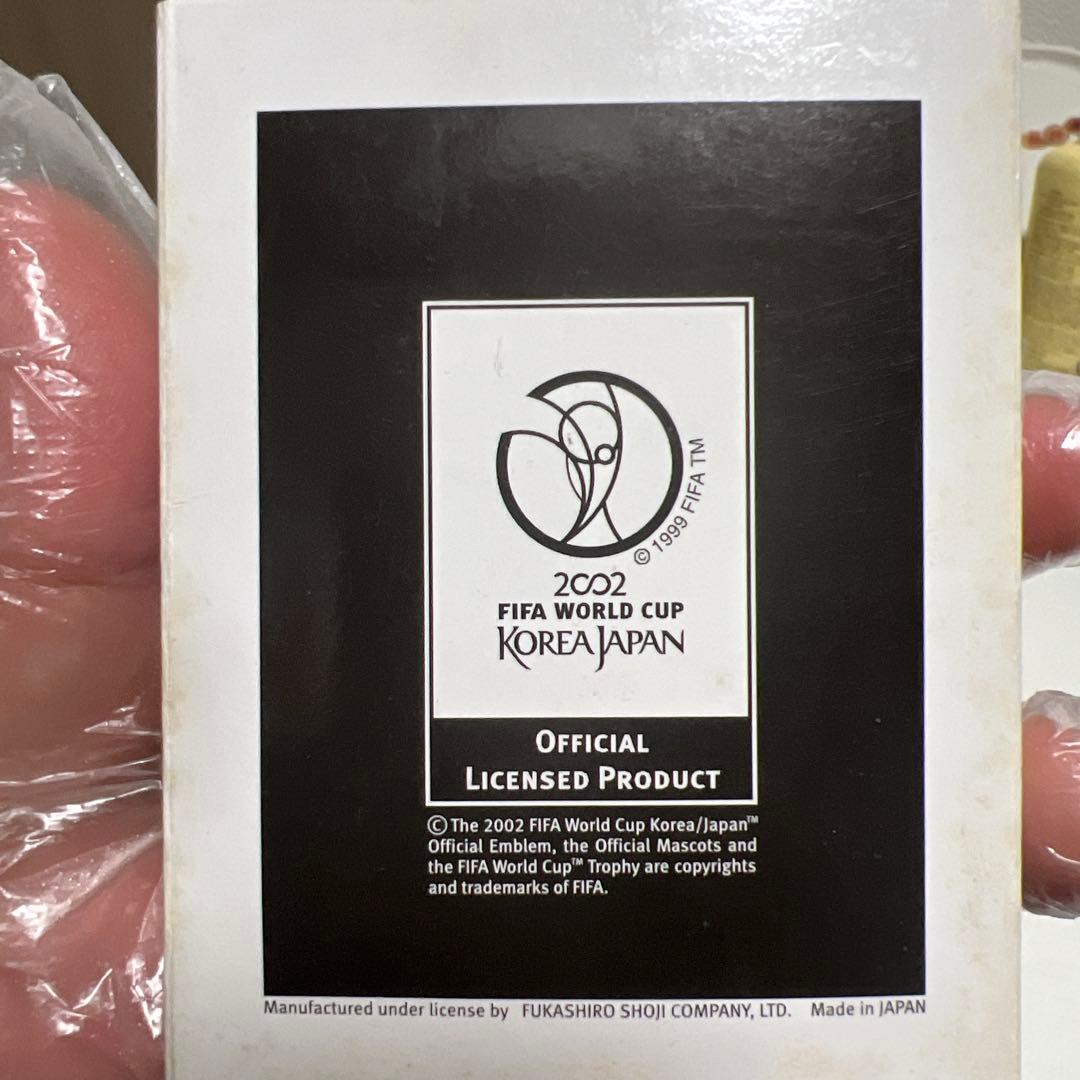 © 1999 FIFA TM
2002
FIFA WORLD CUP
KOREA JAPAN
OFFICIAL
LICENSED PRODUCT
© The 2002 FIFA World Cup Korea/Japan™
Official Emblem, the Official Mascots and
the FIFA World Cup™ Trophy are copyrights
and trademarks of FIFA.
Manufactured under license by FUKASHIRO SHOJI COMPANY, LTD. Made in JAPAN